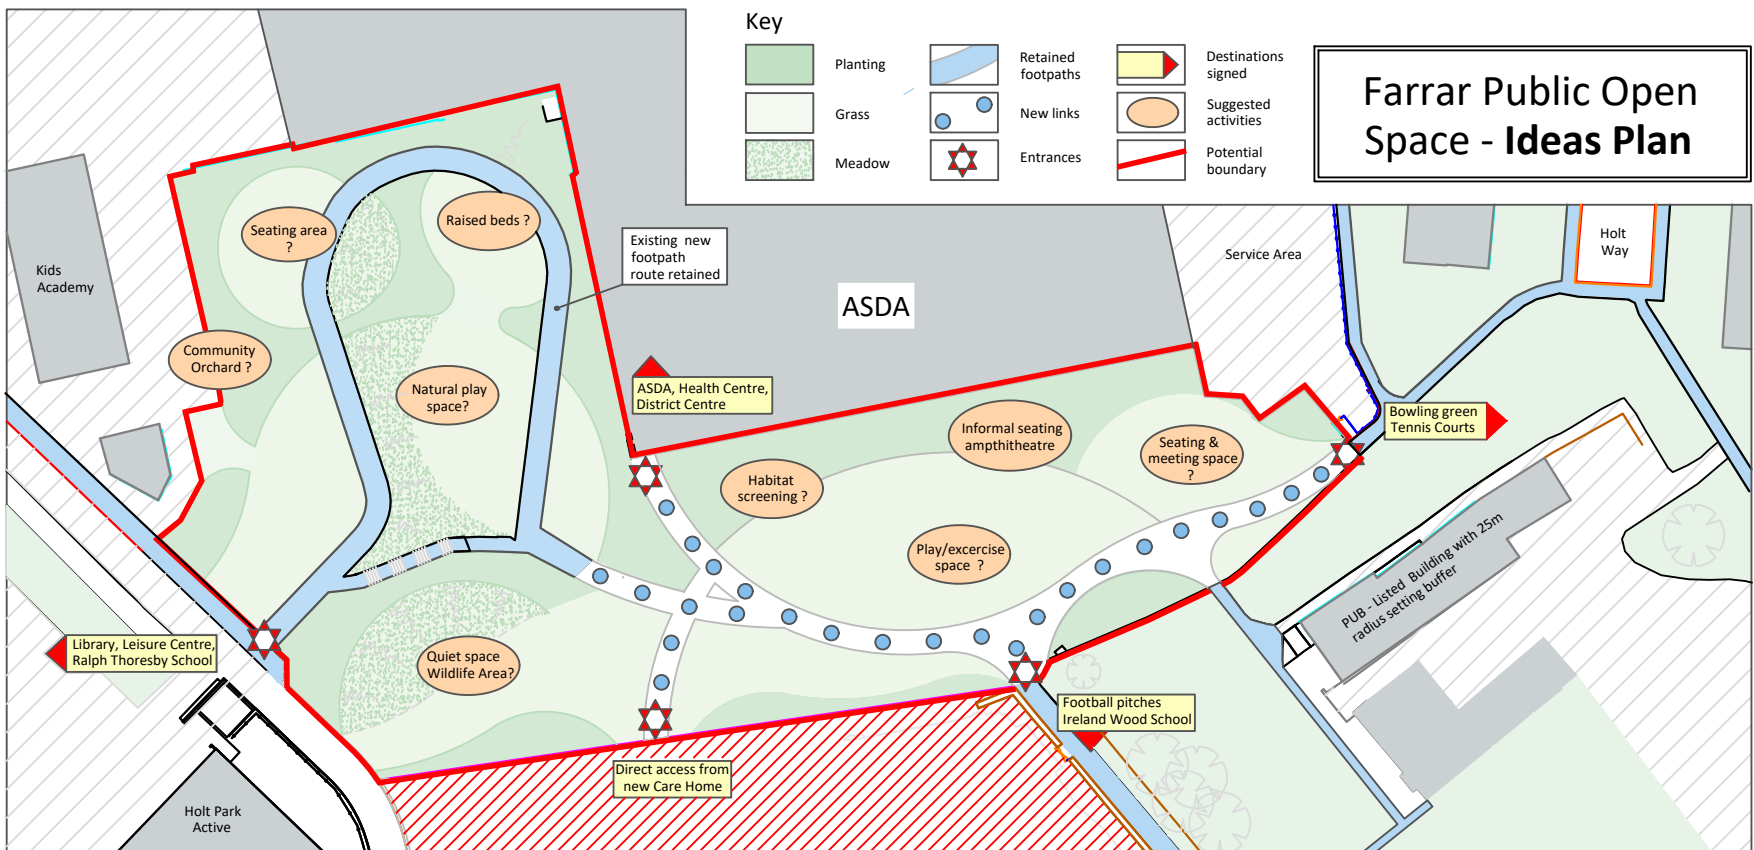 Key
Planting
Grass
Meadow
Retained
footpaths
New links
Entrances
Destinations
signed
Suggested
activities
Potential
boundary
Farrar Public Open
Space - Ideas Plan
Kids
Academy
Seating area
?
Raised beds ?
Existing new
footpath
route retained
ASDA
Service Area
Holt
Way
Community
Orchard ?
Natural play
space?
ASDA, Health Centre,
District Centre
Informal seating
amphitheatre
Seating &
meeting space
?
Bowling green
Tennis Courts
Habitat
screening ?
Play/excercise
space ?
PUB - Listed Building with 25m
radius setting buffer
Library, Leisure Centre,
Ralph Thoresby School
Quiet space
Wildlife Area?
Football pitches
Ireland Wood School
Direct access from
new Care Home
Holt Park
Active